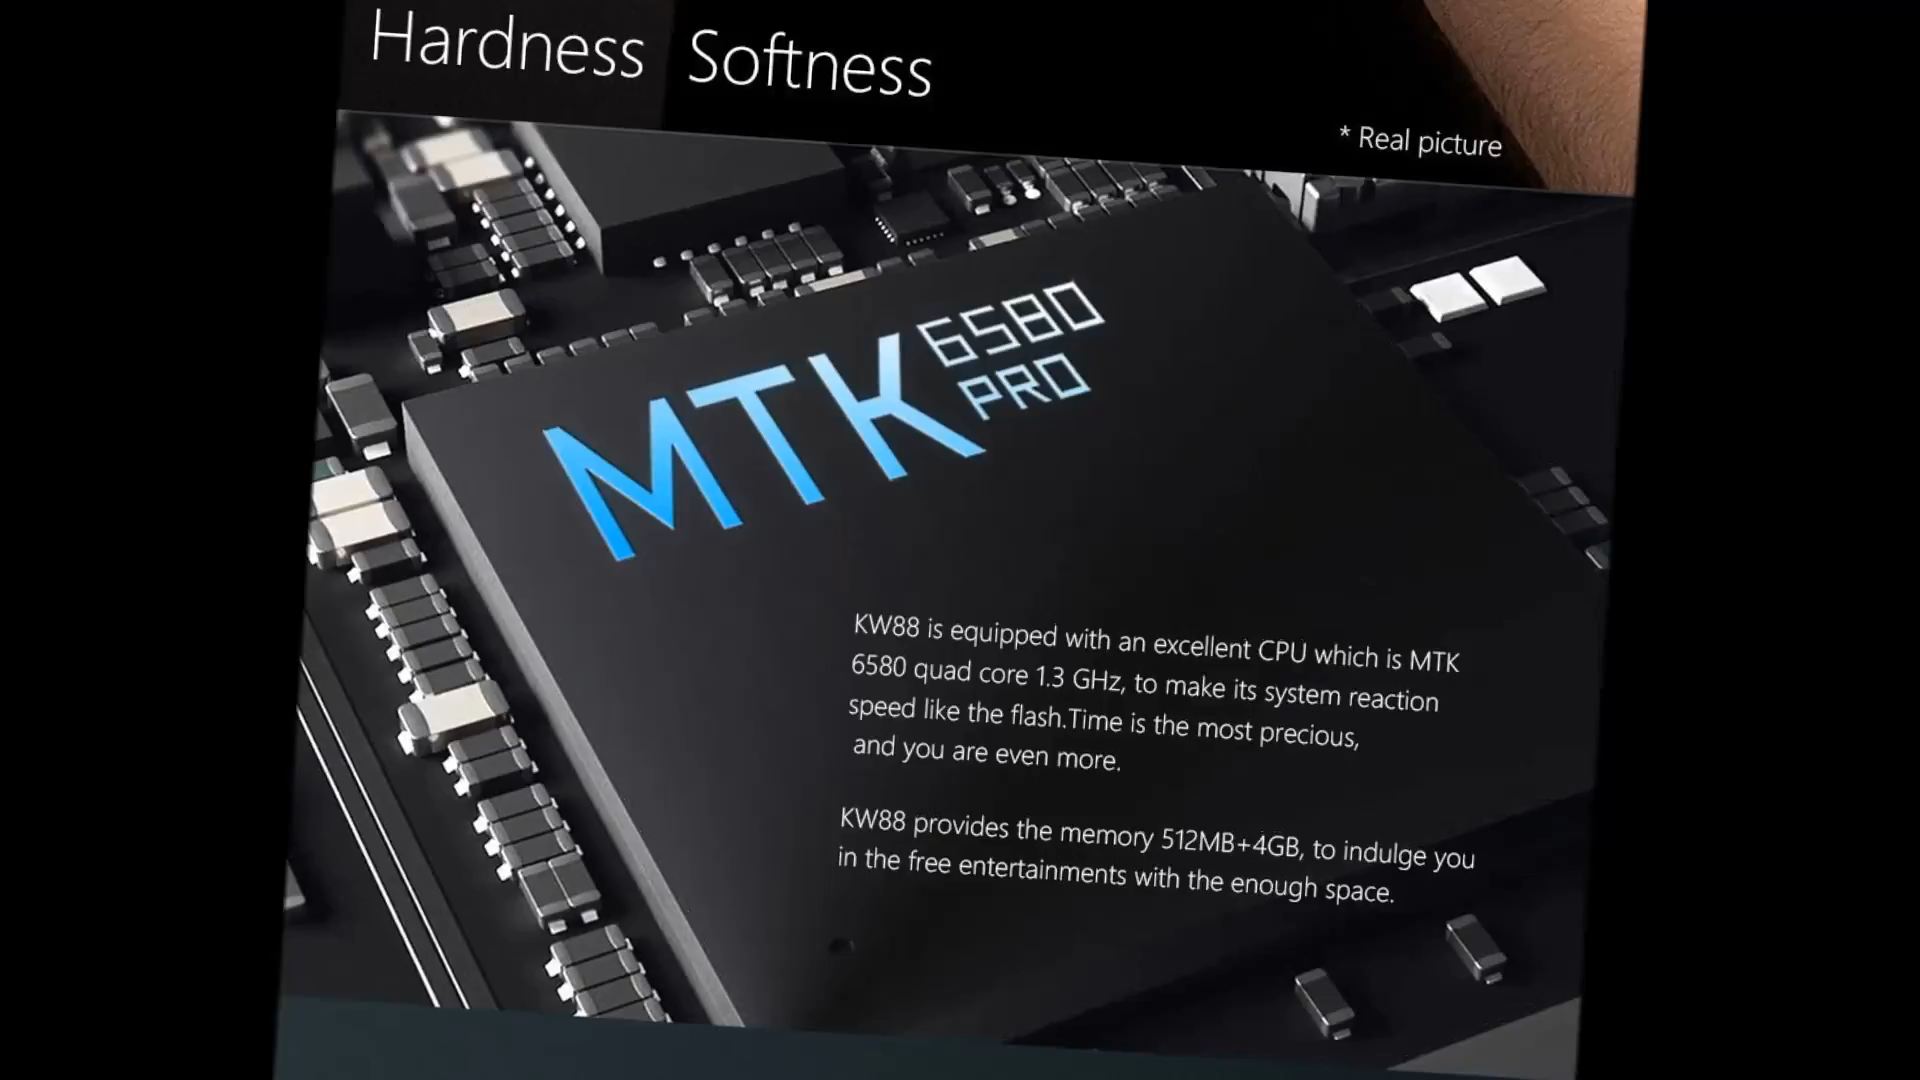 Hardness Softness
* Real picture
MTK 6580
PRO
KW88 is equipped with an excellent CPU which is MTK
6580 quad core 1.3 GHz, to make its system reaction
speed like the flash.Time is the most precious,
and you are even more.
KW88 provides the memory 512MB+4GB, to indulge you
in the free entertainments with the enough space.